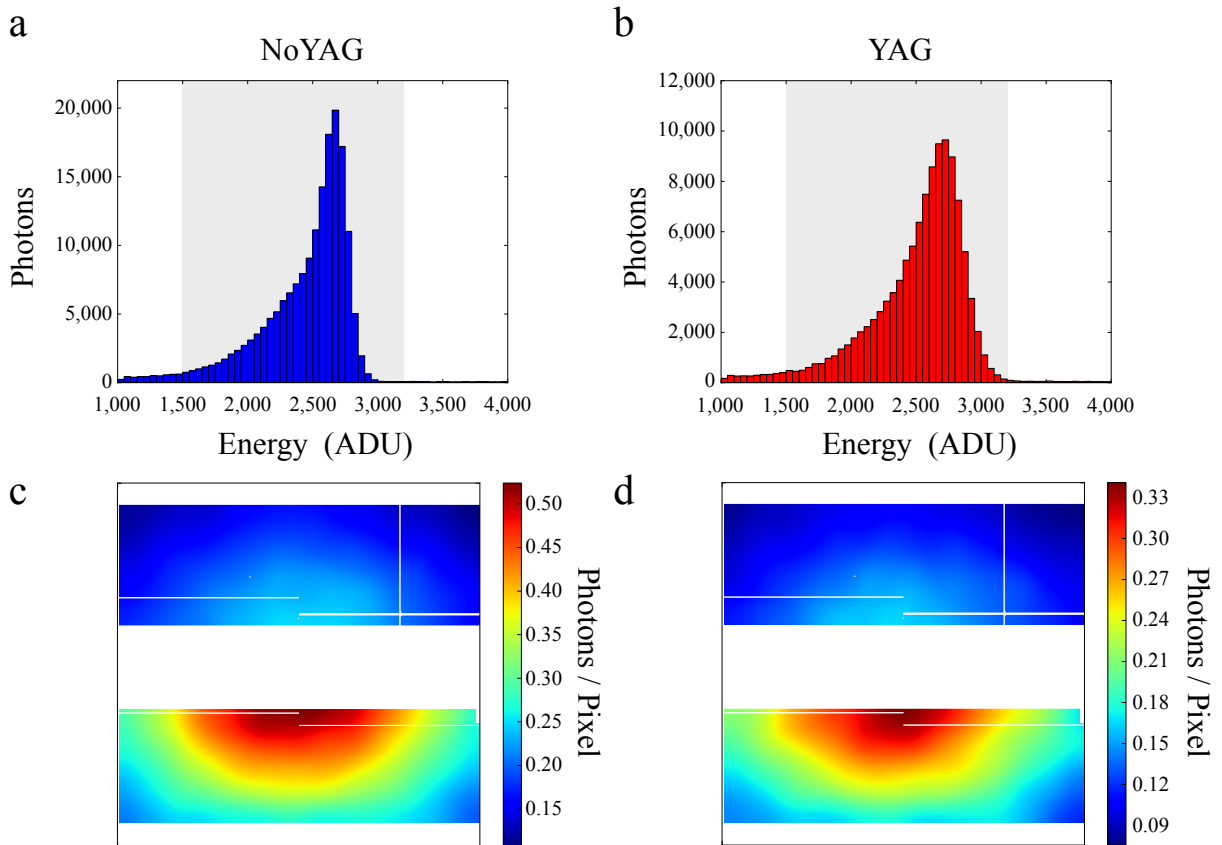 a
NoYAG
20,000
15,000
10,000
5,000
0
Photons
1,000 1,500 2,000 2,500 3,000 3,500 4,000
Energy (ADU)
b
YAG
12,000
10,000
8,000
6,000
4,000
2,000
0
Photons
1,000 1,500 2,000 2,500 3,000 3,500 4,000
Energy (ADU)
c
0.50
0.45
0.40
0.35
0.30
0.25
0.20
0.15
Photons / Pixel
d
0.33
0.30
0.27
0.24
0.21
0.18
0.15
0.12
0.09
Photons / Pixel